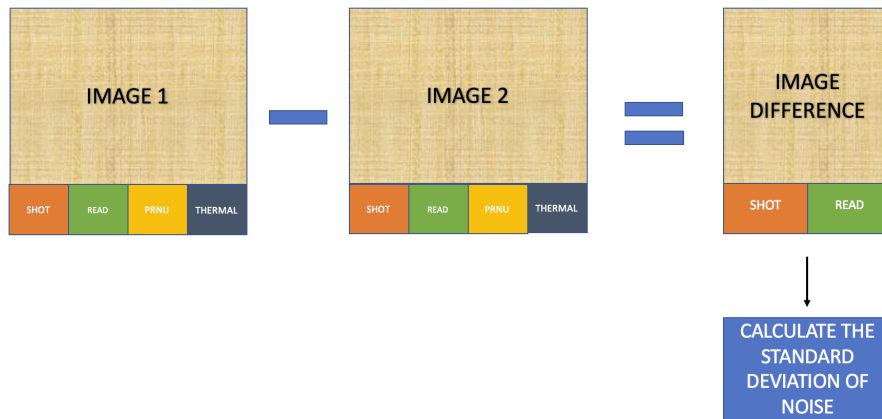 IMAGE 1
IMAGE 2
IMAGE
DIFFERENCE
SHOT
READ
PRNU
THERMAL
SHOT
READ
PRNU
THERMAL
SHOT
READ
CALCULATE THE
STANDARD
DEVIATION OF
NOISE